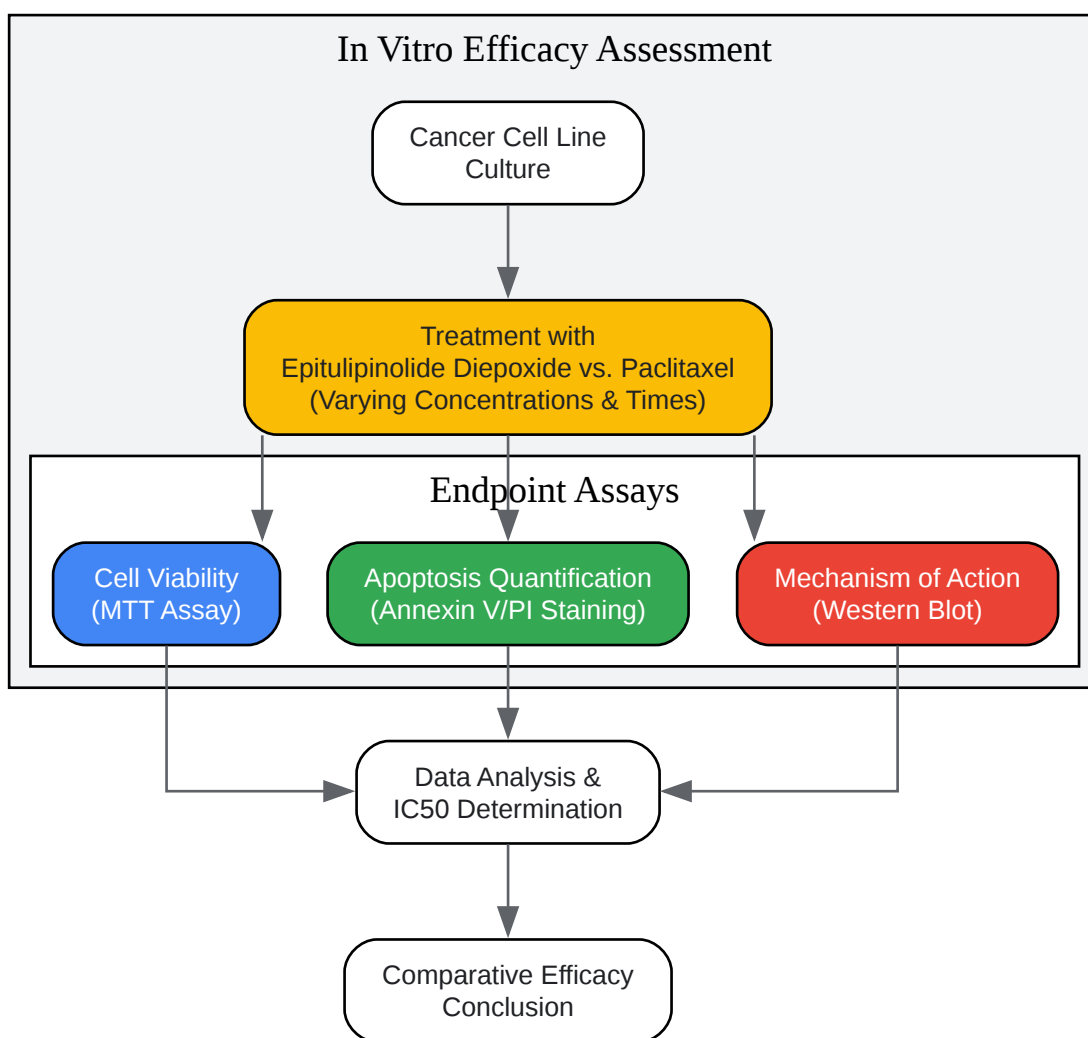 In Vitro Efficacy Assessment
Cancer Cell Line
Culture
Treatment with
Epitulipinolide Diepoxide vs. Paclitaxel
(Varying Concentrations & Times)
Endpoint Assays
Cell Viability
(MTT Assay)
Apoptosis Quantification
(Annexin V/PI Staining)
Mechanism of Action
(Western Blot)
Data Analysis &
IC50 Determination
Comparative Efficacy
Conclusion